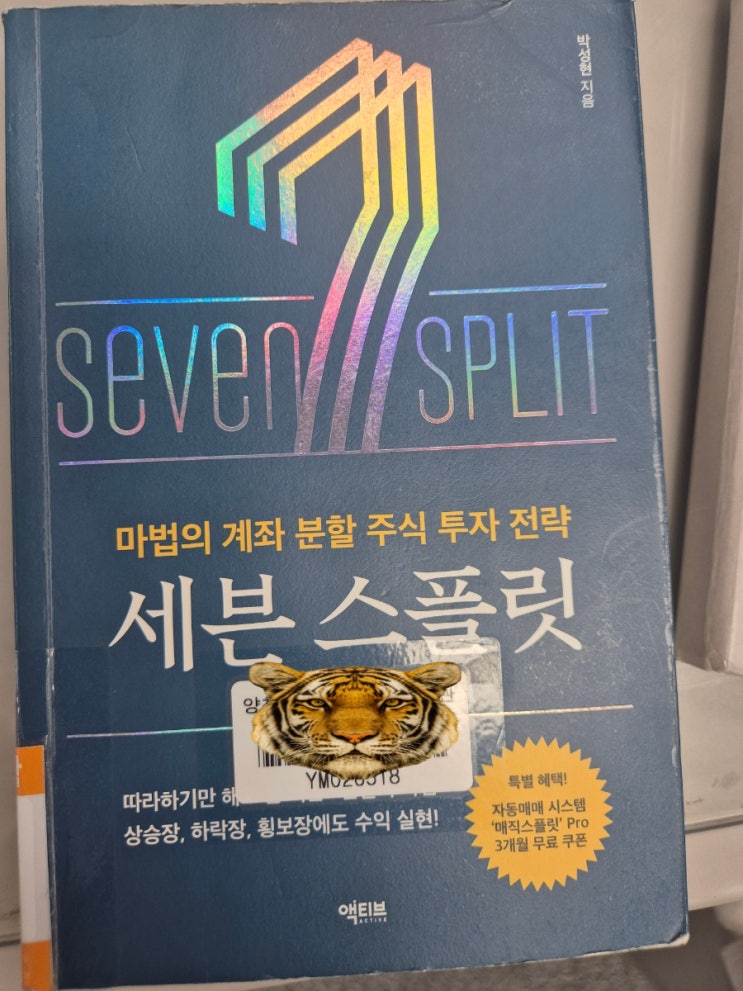 박성현 지음
seven 7 SPLIT
마법의 계좌 분할 주식 투자 전략
세븐 스플릿
따라하기만 해
상승장, 하락장, 횡보장에도 수익 실현!
특별 혜택!
자동매매 시스템
'매직스플릿' Pro
3개월 무료 쿠폰
액티브
ACTIVE